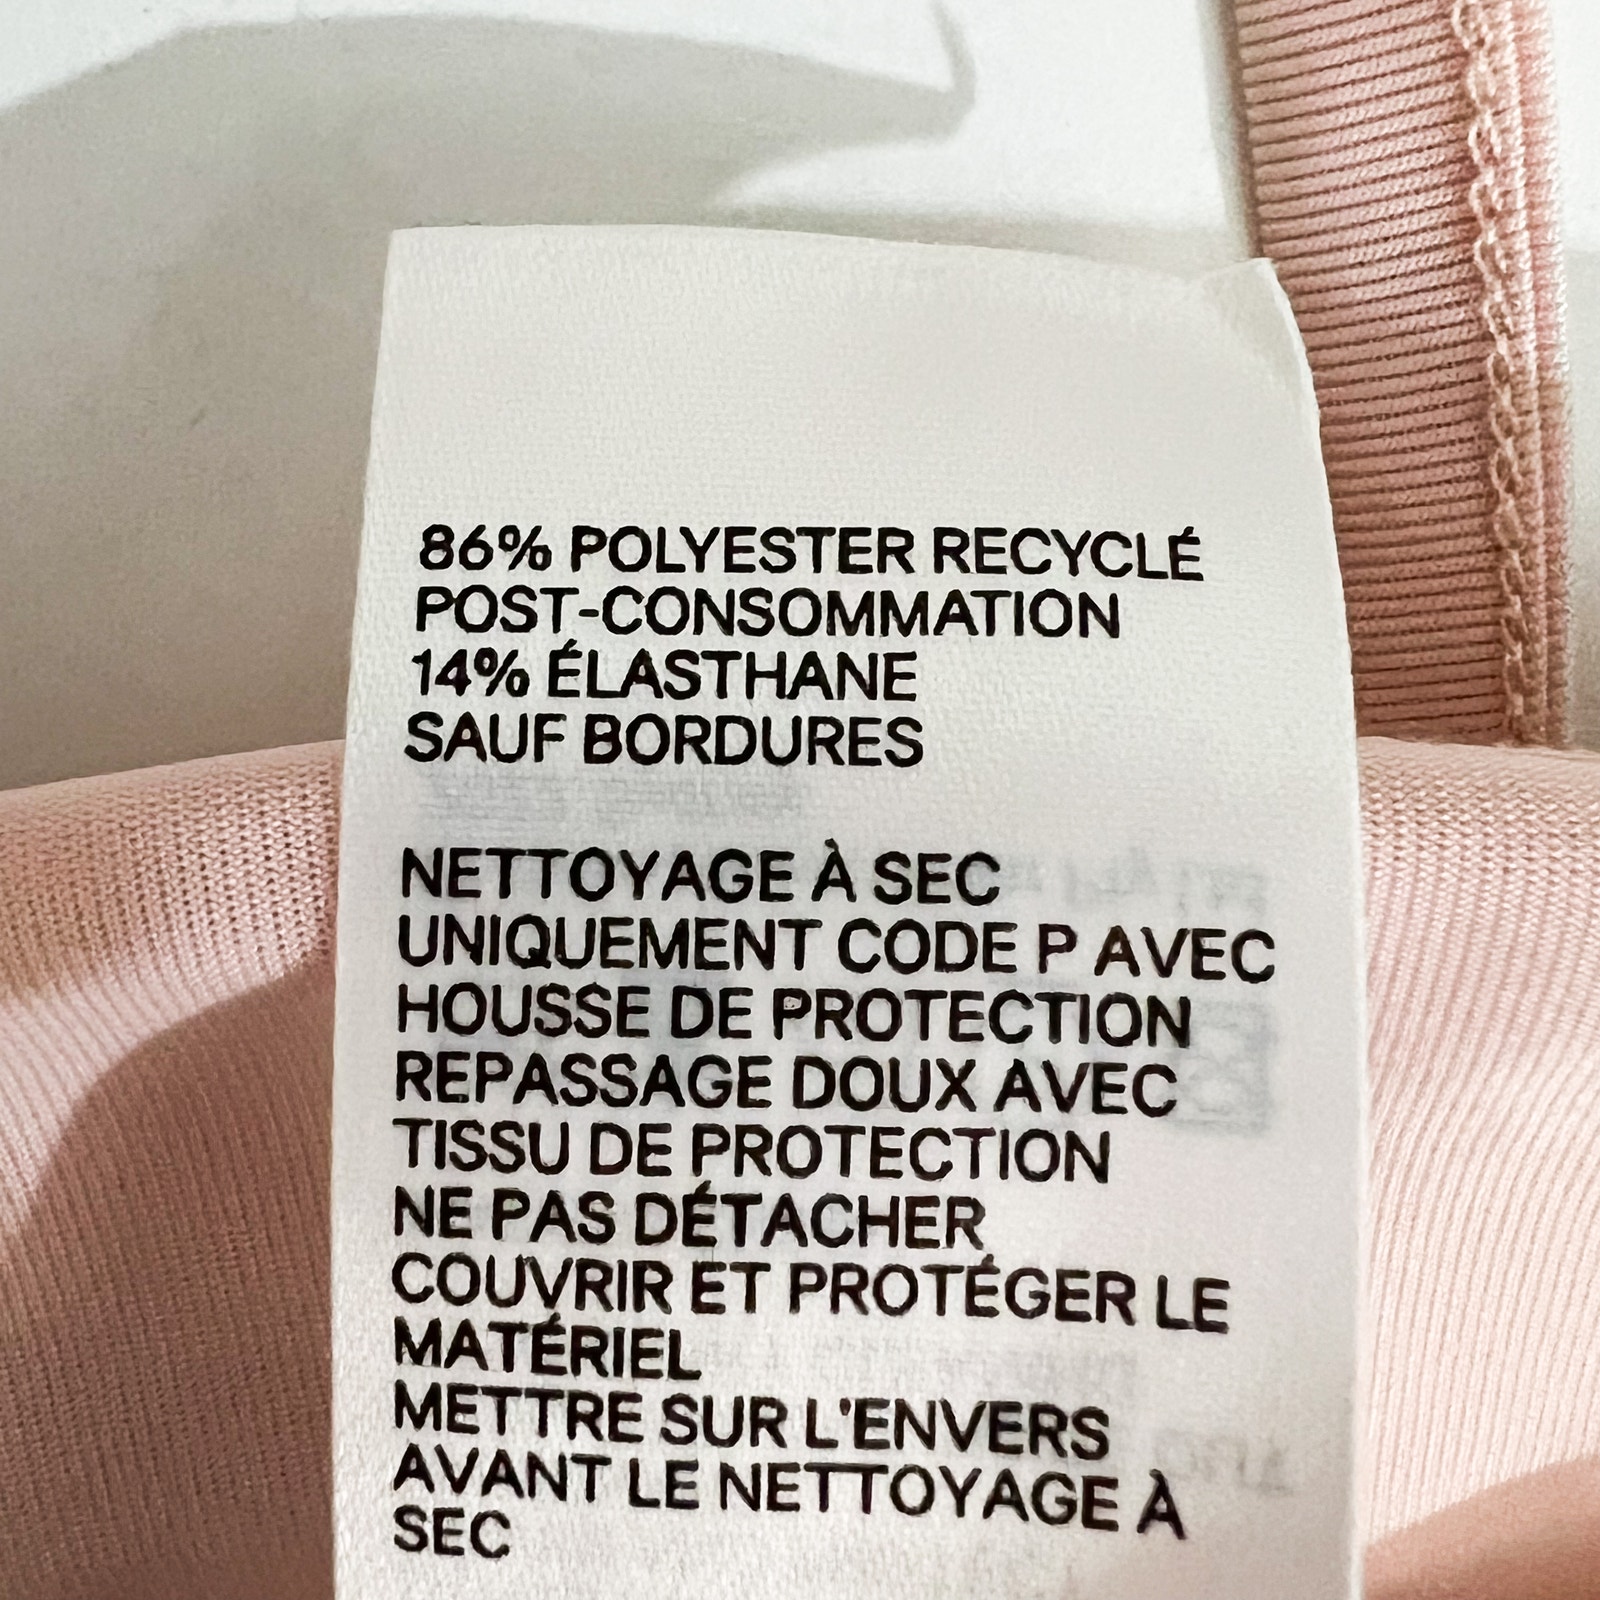 86% POLYESTER RECYCLÉ
POST-CONSOMMATION
14% ÉLASTHANE
SAUF BORDURES
NETTOYAGE À SEC
UNIQUEMENT CODE P AVEC
HOUSSE DE PROTECTION
REPASSAGE DOUX AVEC
TISSU DE PROTECTION
NE PAS DÉTACHER
COUVRIR ET PROTÉGER LE
MATÉRIEL
METTRE SUR L'ENVERS
AVANT LE NETTOYAGE À
SEC